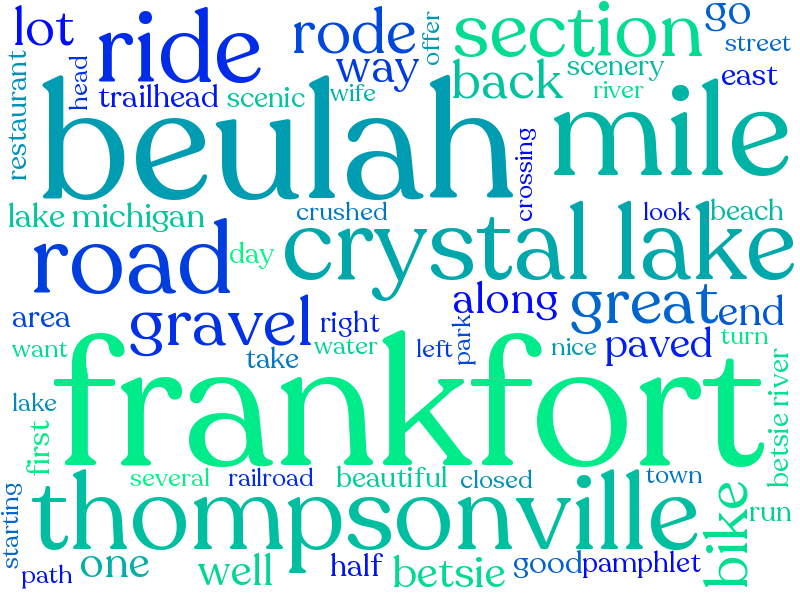 lot
ride
rode
offer
section
go
street
restaurant
head
trailhead
scenic
way
wife
back
scenery
river
east
beulah
crossing
mile
lake michigan
crushed
look
beach
road
day
crystal lake
area
gravel
right
along
great
end
want
take
water
left
park
nice
paved
turn
lake
frankfort
betsie river
first
several
railroad
beautiful
closed
town
starting
thompsonville
bike
run
path
one
well
half
betsie
good
pamphlet